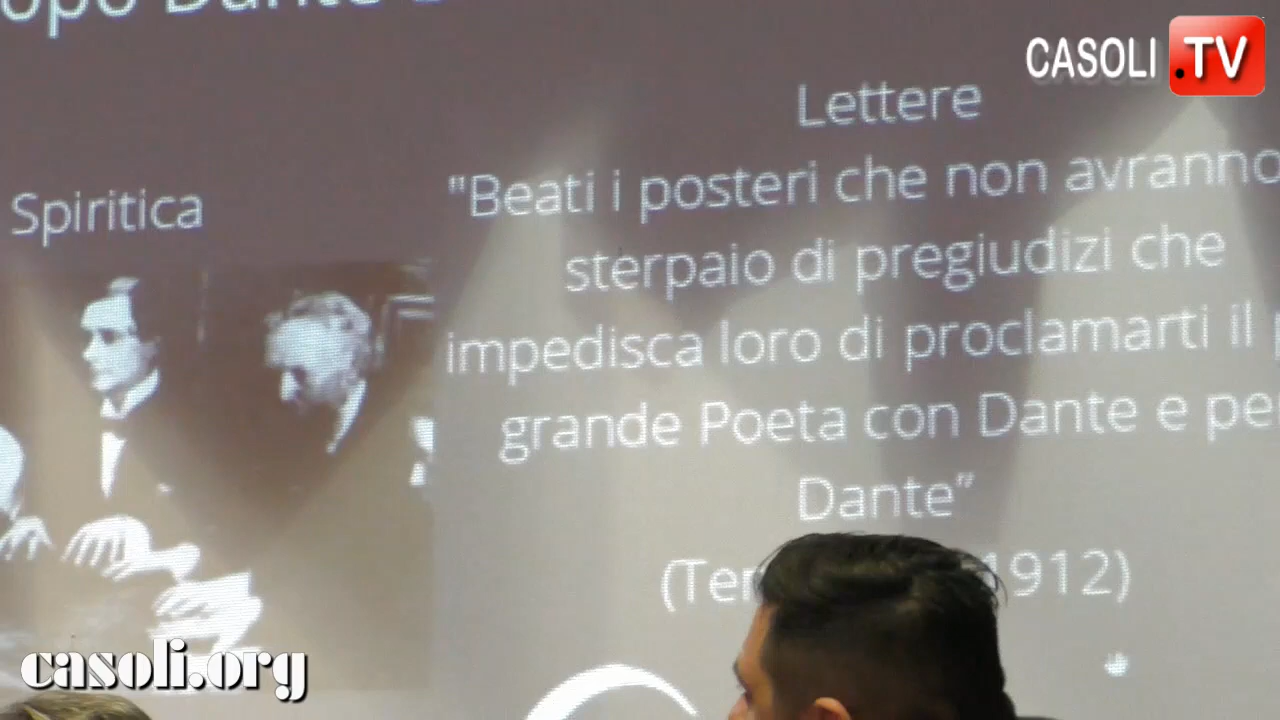 Dante
CASOLI .TV
Lettere
"Beati i posteri che non avranno
Spiritica
sterpaio di pregiudizi che
impedisca loro di proclamarti il
grande Poeta con Dante e
Dante”
1912)
casoli.org